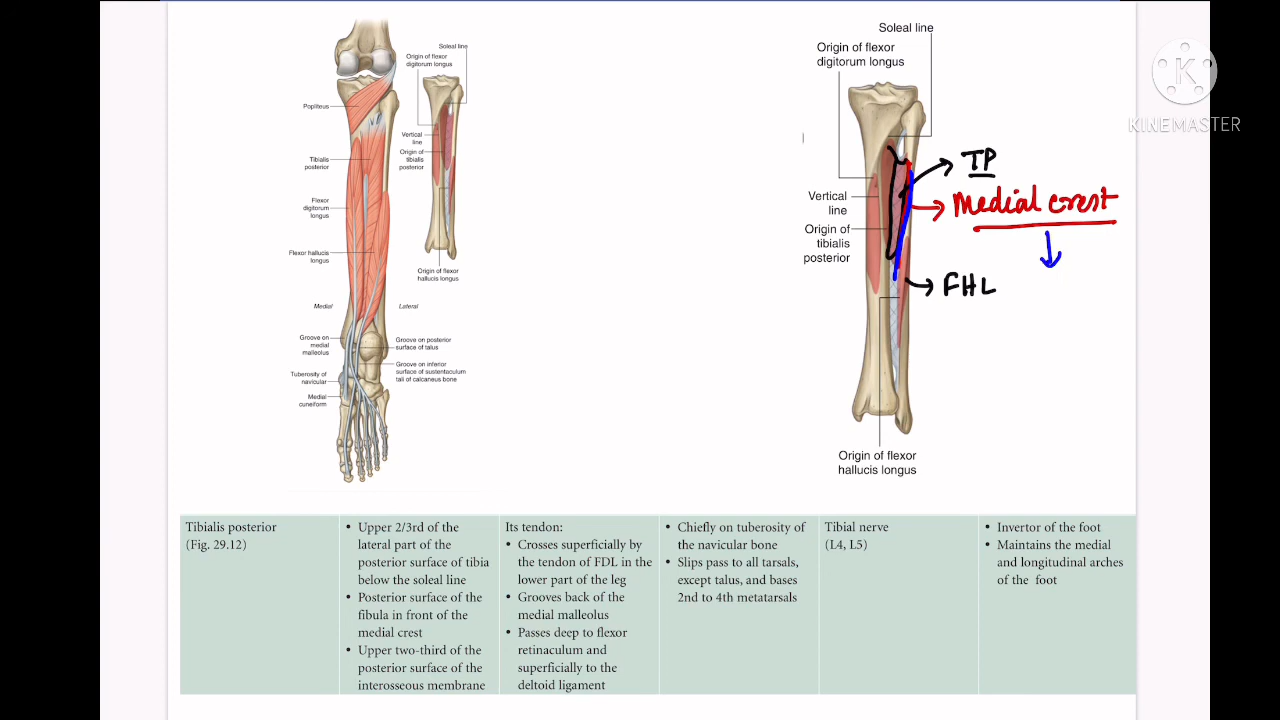 Soleal line
Origin of flexor
digitorum longus
Popliteus
Vertical
line
Origin of
tibialis
posterior
Tibialis
posterior
Flexor
digitorum
longus
Flexor hallucis
longus
Origin of flexor
hallucis longus
Medial
Lateral
Groove on
medial
malleolus
Groove on posterior
surface of talus
Groove on inferior
surface of sustentaculum
tali of calcaneus bone
Tuberosity of
navicular
Medial
cuneiform
Soleal line
Origin of flexor
digitorum longus
K
KINEMASTER
TP
Medial crest
Vertical
line
Origin of
tibialis
posterior
FHL
Origin of flexor
hallucis longus
Tibialis posterior
(Fig. 29.12)
• Upper 2/3rd of the
lateral part of the
posterior surface of tibia
below the soleal line
• Posterior surface of the
fibula in front of the
medial crest
• Upper two-third of the
posterior surface of the
interosseous membrane
Its tendon:
• Crosses superficially by
the tendon of FDL in the
lower part of the leg
• Grooves back of the
medial malleolus
• Passes deep to flexor
retinaculum and
superficially to the
deltoid ligament
• Chiefly on tuberosity of
the navicular bone
• Slips pass to all tarsals,
except talus, and bases
2nd to 4th metatarsals
Tibial nerve
(L4, L5)
• Invertor of the foot
• Maintains the medial
and longitudinal arches
of the foot